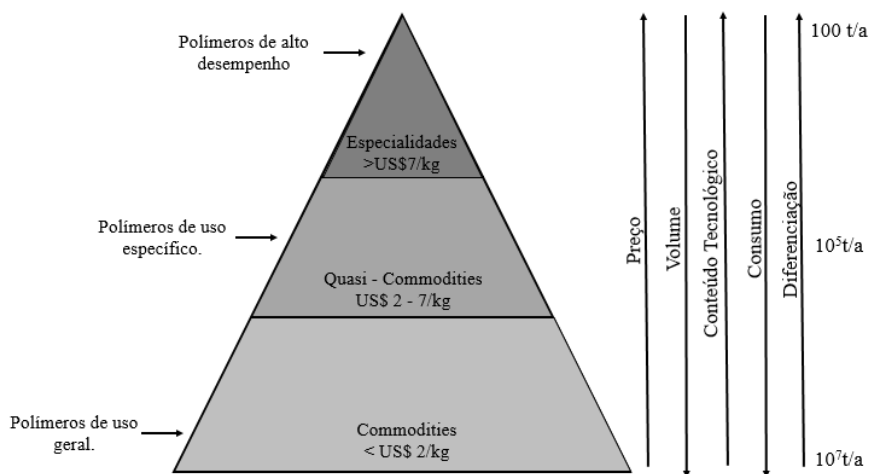 Polímeros de alto
desempenho
100 t/a
Especialidades
>US$7/kg
Polímeros de uso
específico.
Quasi - Commodities
US$ 2 - 7/kg
Preço
Volume
Conteúdo Tecnológico
Consumo
Diferenciação
10⁵t/a
Polímeros de uso
geral.
Commodities
< US$ 2/kg
10⁷t/a